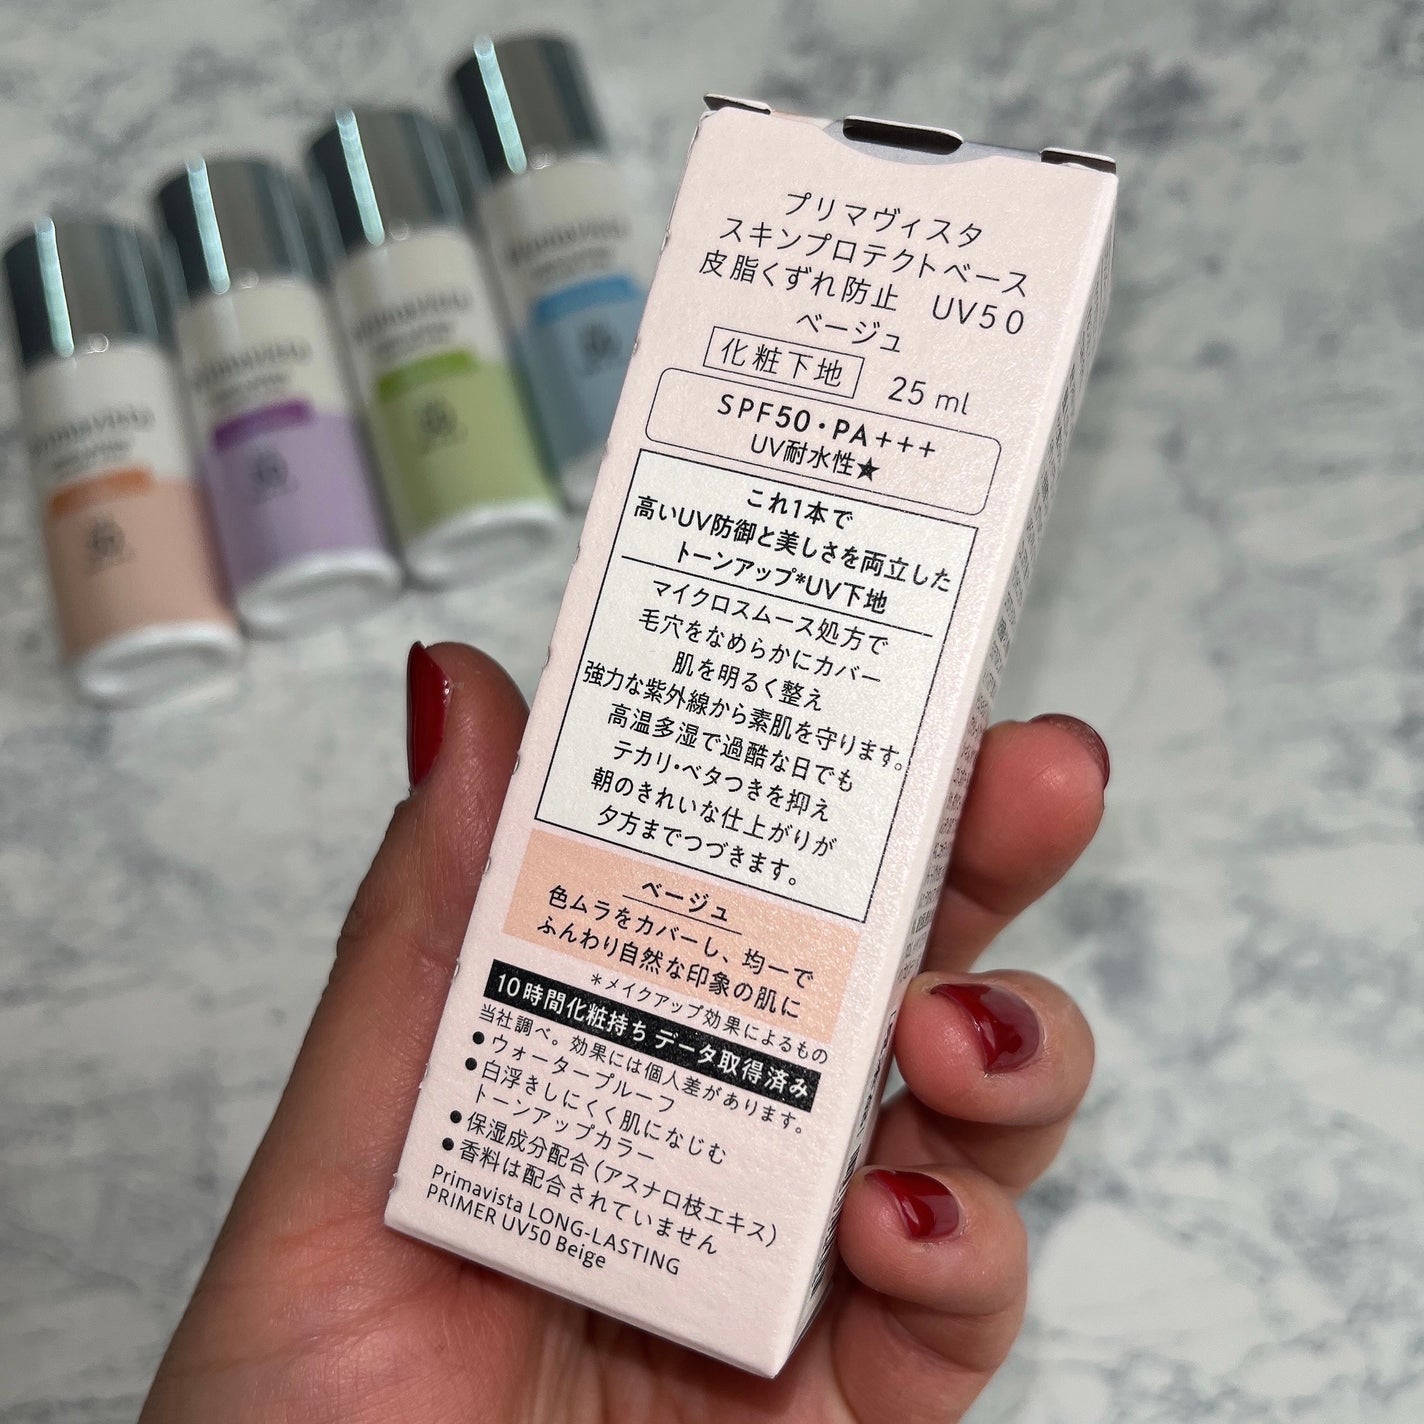 プリマヴィスタ
スキンプロテクトベース
皮脂くずれ防止 UV50
ベージュ
化粧下地 25 ml
SPF50・PA+++
UV耐水性★
これ1本で
高いUV防御と美しさを両立した
トーンアップ*UV下地
マイクロスムース処方で
毛穴をなめらかにカバー
肌を明るく整え
強力な紫外線から素肌を守ります。
高温多湿で過酷な日でも
テカリ・ベタつきを抑え
朝のきれいな仕上がりが
夕方までつづきます。
ベージュ
色ムラをカバーし、均一で
ふんわり自然な印象の肌に
*メイクアップ効果によるもの
10時間化粧持ち データ取得済み
当社調べ。効果には個人差があります。
●ウォータープルーフ
●白浮きしにくく肌になじむ
トーンアップカラー
●保湿成分配合(アスナロ枝エキス)
●香料は配合されていません
Primavista LONG-LASTING
PRIMER UV50 Beige